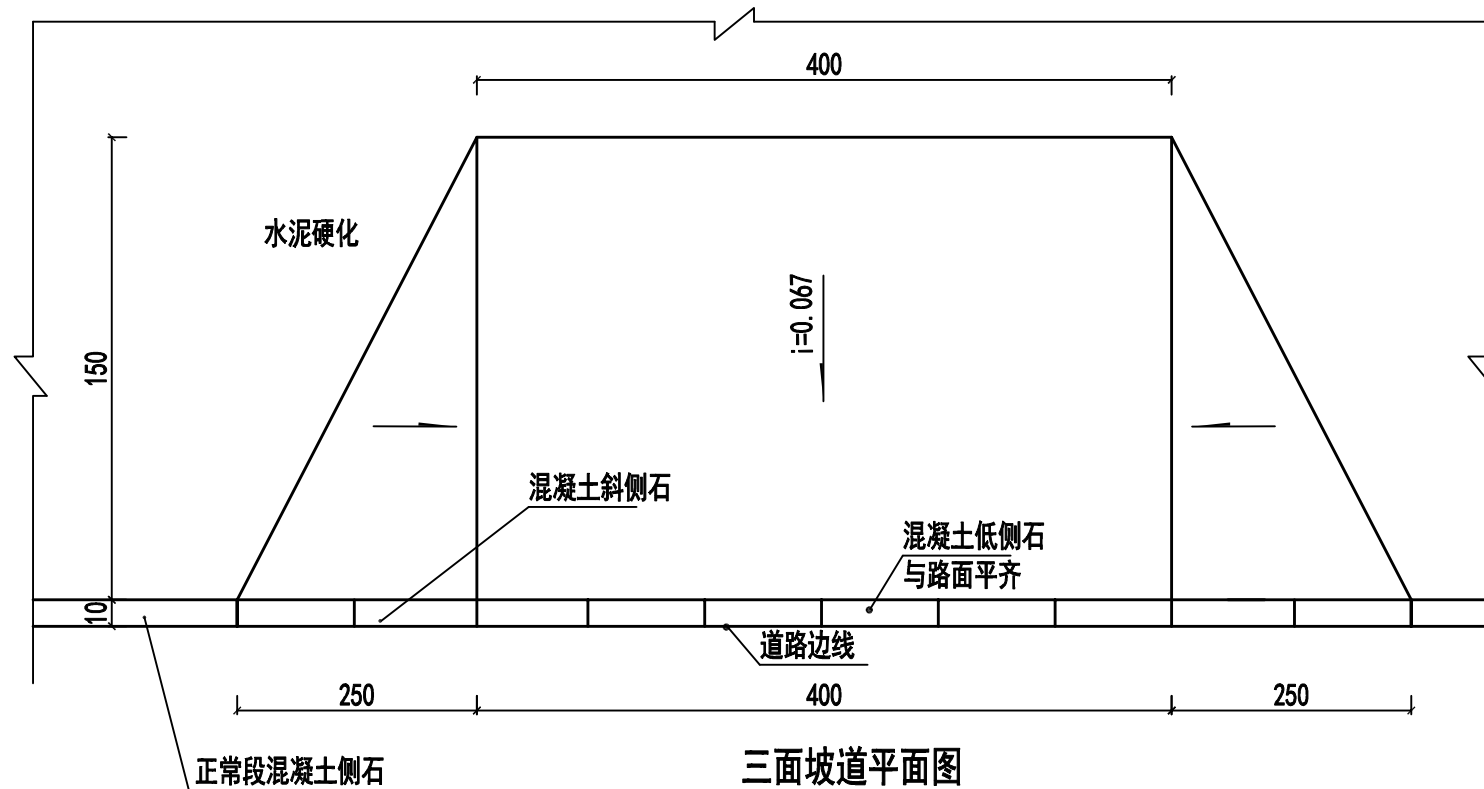 400
水泥硬化
i=0.067
150
混凝土斜侧石
混凝土低侧石
与路面平齐
10
道路边线
250
400
250
正常段混凝土侧石
三面坡道平面图